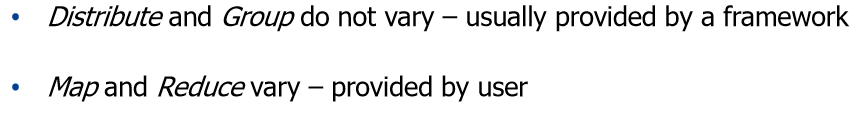 • Distribute and Group do not vary – usually provided by a framework
• Map and Reduce vary – provided by user